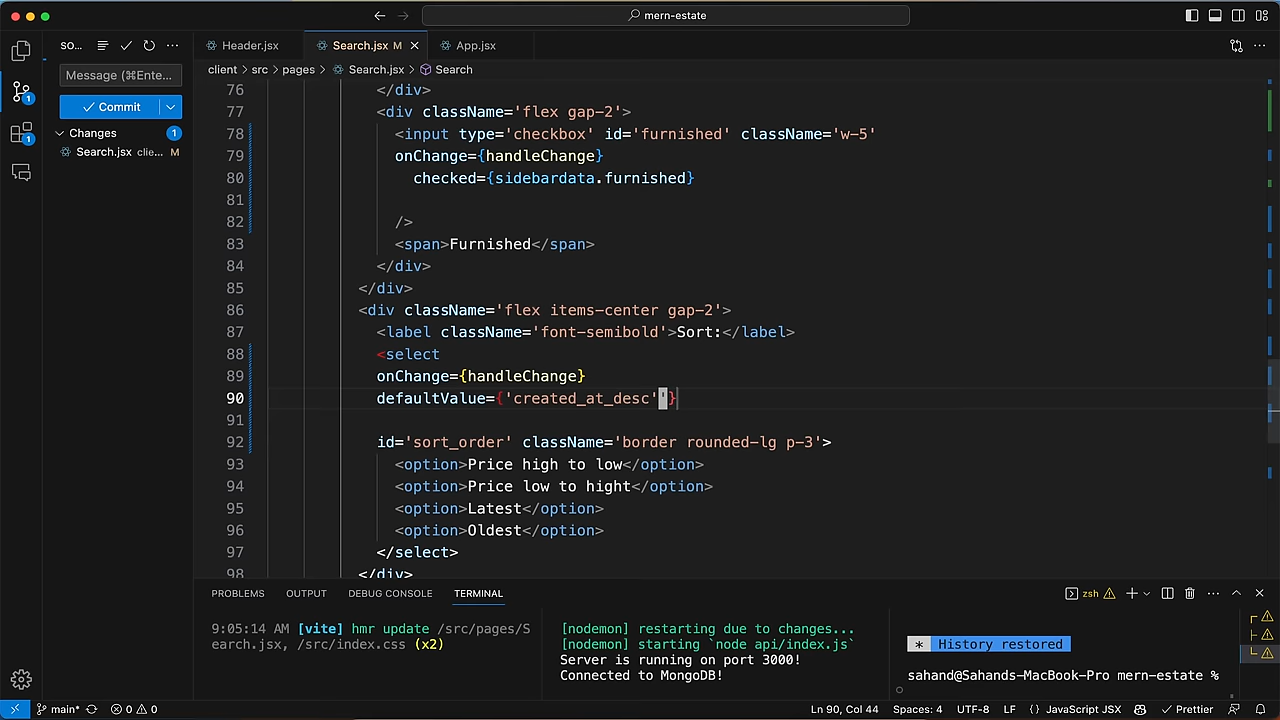 mern-estate
SO...
Header.jsx
Search.jsx M
App.jsx
Message (⌘Ente...
client > src > pages > Search.jsx > Search
Commit
Changes 1
Search.jsx clie... M
1
1
76 </div>
77 <div className='flex gap-2'>
78 <input type='checkbox' id='furnished' className='w-5'
79 onChange={handleChange}
80 checked={sidebardata.furnished}
81
82 />
83 <span>Furnished</span>
84 </div>
85 </div>
86 <div className='flex items-center gap-2'>
87 <label className='font-semibold'>Sort:</label>
88 <select
89 onChange={handleChange}
90 defaultValue={'created_at_desc''}
91
92 id='sort_order' className='border rounded-lg p-3'>
93 <option>Price high to low</option>
94 <option>Price low to hight</option>
95 <option>Latest</option>
96 <option>Oldest</option>
97 </select>
98 </div>
PROBLEMS OUTPUT DEBUG CONSOLE TERMINAL
zsh
9:05:14 AM [vite] hmr update /src/pages/S
earch.jsx, /src/index.css (x2)
[nodemon] restarting due to changes...
[nodemon] starting `node api/index.js`
Server is running on port 3000!
Connected to MongoDB!
* History restored
sahand@Sahands-MacBook-Pro mern-estate %
main* 0 0 Ln 90, Col 44 Spaces: 4 UTF-8 LF {} JavaScript JSX Prettier